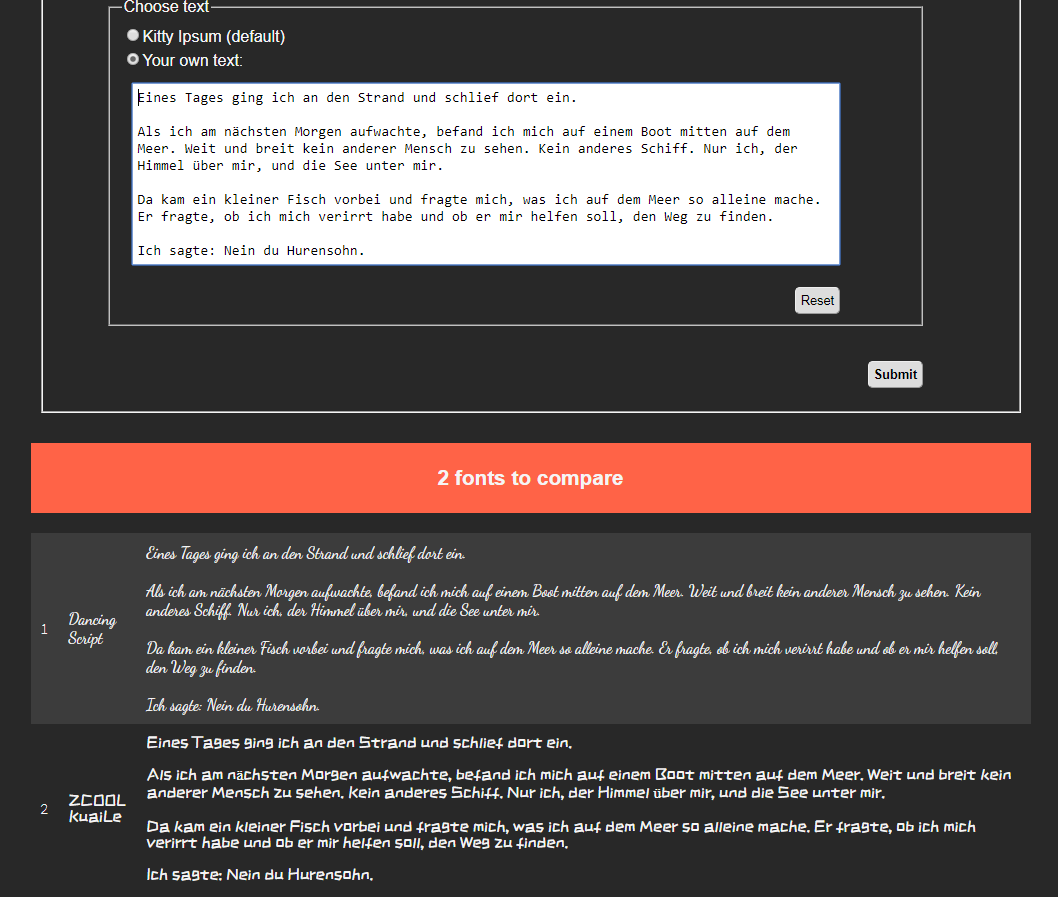 Choose text
Kitty Ipsum (default)
Your own text:
Eines Tages ging ich an den Strand und schlief dort ein.
Als ich am nächsten Morgen aufwachte, befand ich mich auf einem Boot mitten auf dem
Meer. Weit und breit kein anderer Mensch zu sehen. Kein anderes Schiff. Nur ich, der
Himmel über mir, und die See unter mir.
Da kam ein kleiner Fisch vorbei und fragte mich, was ich auf dem Meer so alleine mache.
Er fragte, ob ich mich verirrt habe und ob er mir helfen soll, den Weg zu finden.
Ich sagte: Nein du Hurensohn.
Reset
Submit
2 fonts to compare
1
Dancing
Script
Eines Tages ging ich an den Strand und schlief dort ein.
Als ich am nächsten Morgen aufwachte, befand ich mich auf einem Boot mitten auf dem Meer. Weit und breit kein anderer Mensch zu sehen. Kein
anderes Schiff. Nur ich, der Himmel über mir, und die See unter mir.
Da kam ein kleiner Fisch vorbei und fragte mich, was ich auf dem Meer so alleine mache. Er fragte, ob ich mich verirrt habe und ob er mir helfen soll,
den Weg zu finden.
Ich sagte: Nein du Hurensohn.
2
ZCOOL
KuaiLe
Eines Tages ging ich an den Strand und schlief dort ein.
Als ich am nächsten Morgen aufwachte, befand ich mich auf einem Boot mitten auf dem Meer. Weit und breit kein
anderer Mensch zu sehen. Kein anderes Schiff. Nur ich, der Himmel über mir, und die See unter mir.
Da kam ein kleiner Fisch vorbei und fragte mich, was ich auf dem Meer so alleine mache. Er fragte, ob ich mich
verirrt habe und ob er mir helfen soll, den Weg zu finden.
Ich sagte: Nein du Hurensohn.